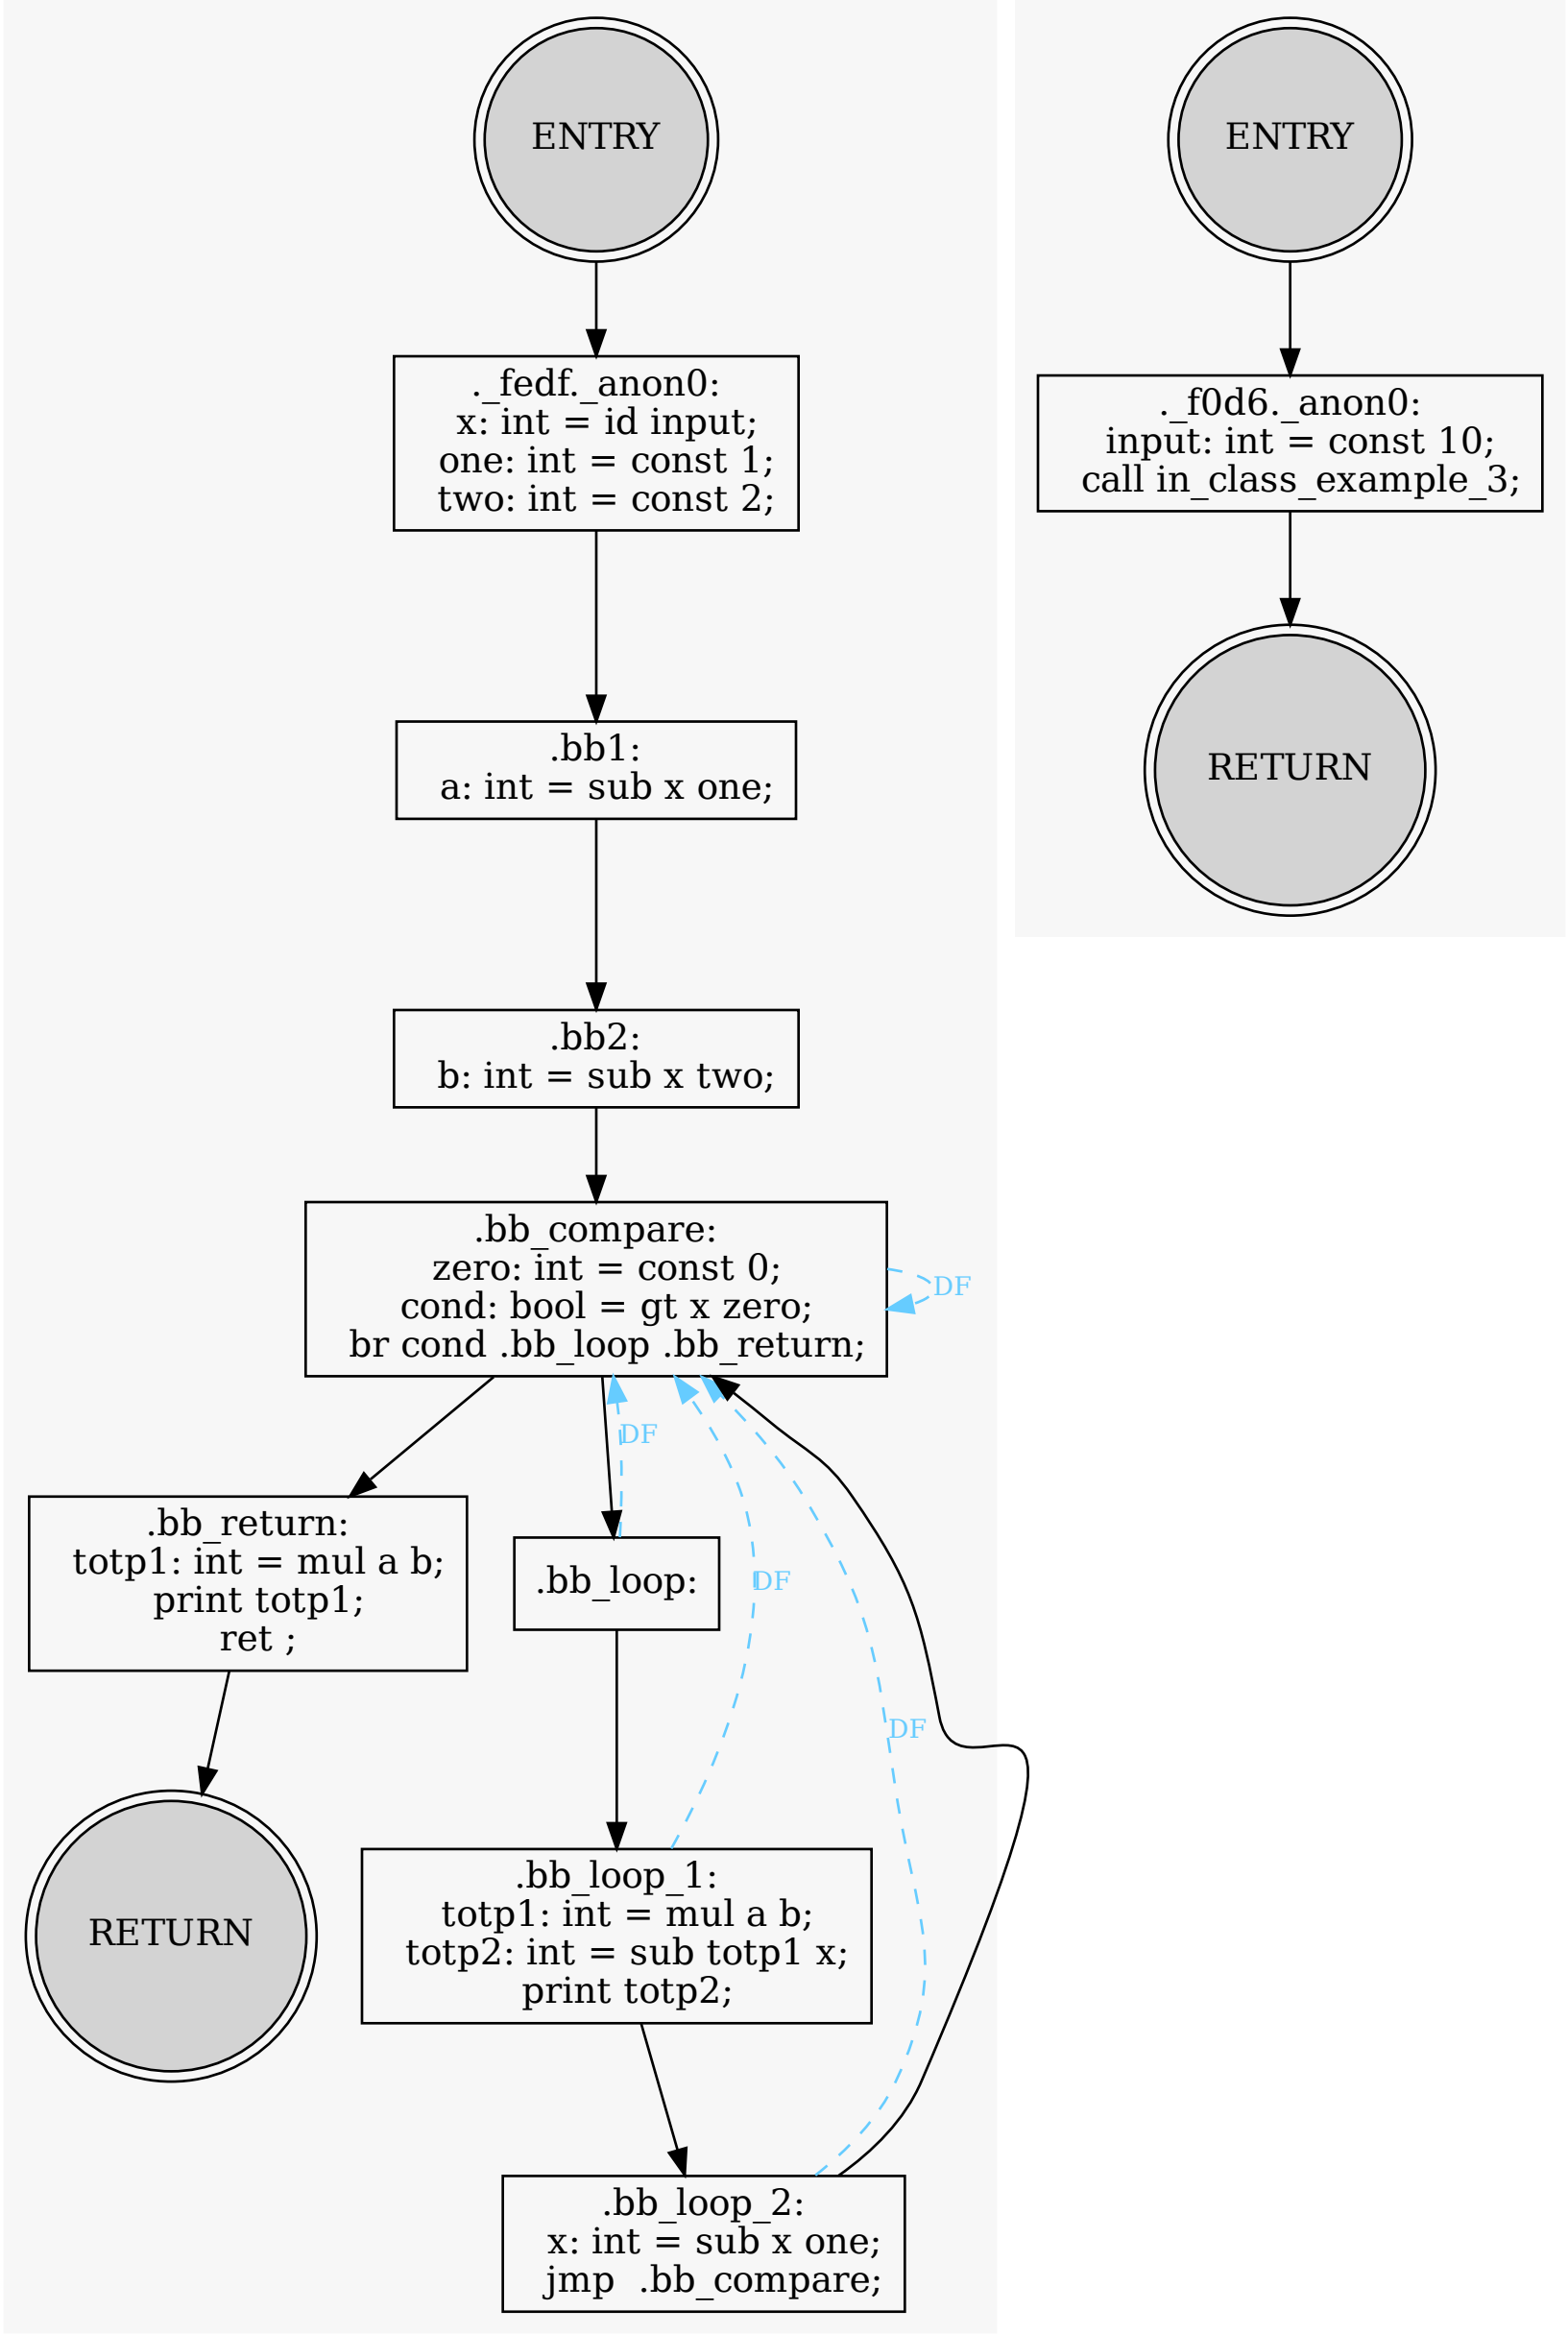 ENTRY
._fedf._anon0:
x: int = id input;
one: int = const 1;
two: int = const 2;
.bb1:
a: int = sub x one;
.bb2:
b: int = sub x two;
.bb_compare:
zero: int = const 0;
cond: bool = gt x zero;
br cond .bb_loop .bb_return;
DF
DF
.bb_return:
totp1: int = mul a b;
print totp1;
ret ;
.bb_loop:
DF
DF
RETURN
.bb_loop_1:
totp1: int = mul a b;
totp2: int = sub totp1 x;
print totp2;
.bb_loop_2:
x: int = sub x one;
jmp  .bb_compare;
ENTRY
._f0d6._anon0:
input: int = const 10;
call in_class_example_3;
RETURN